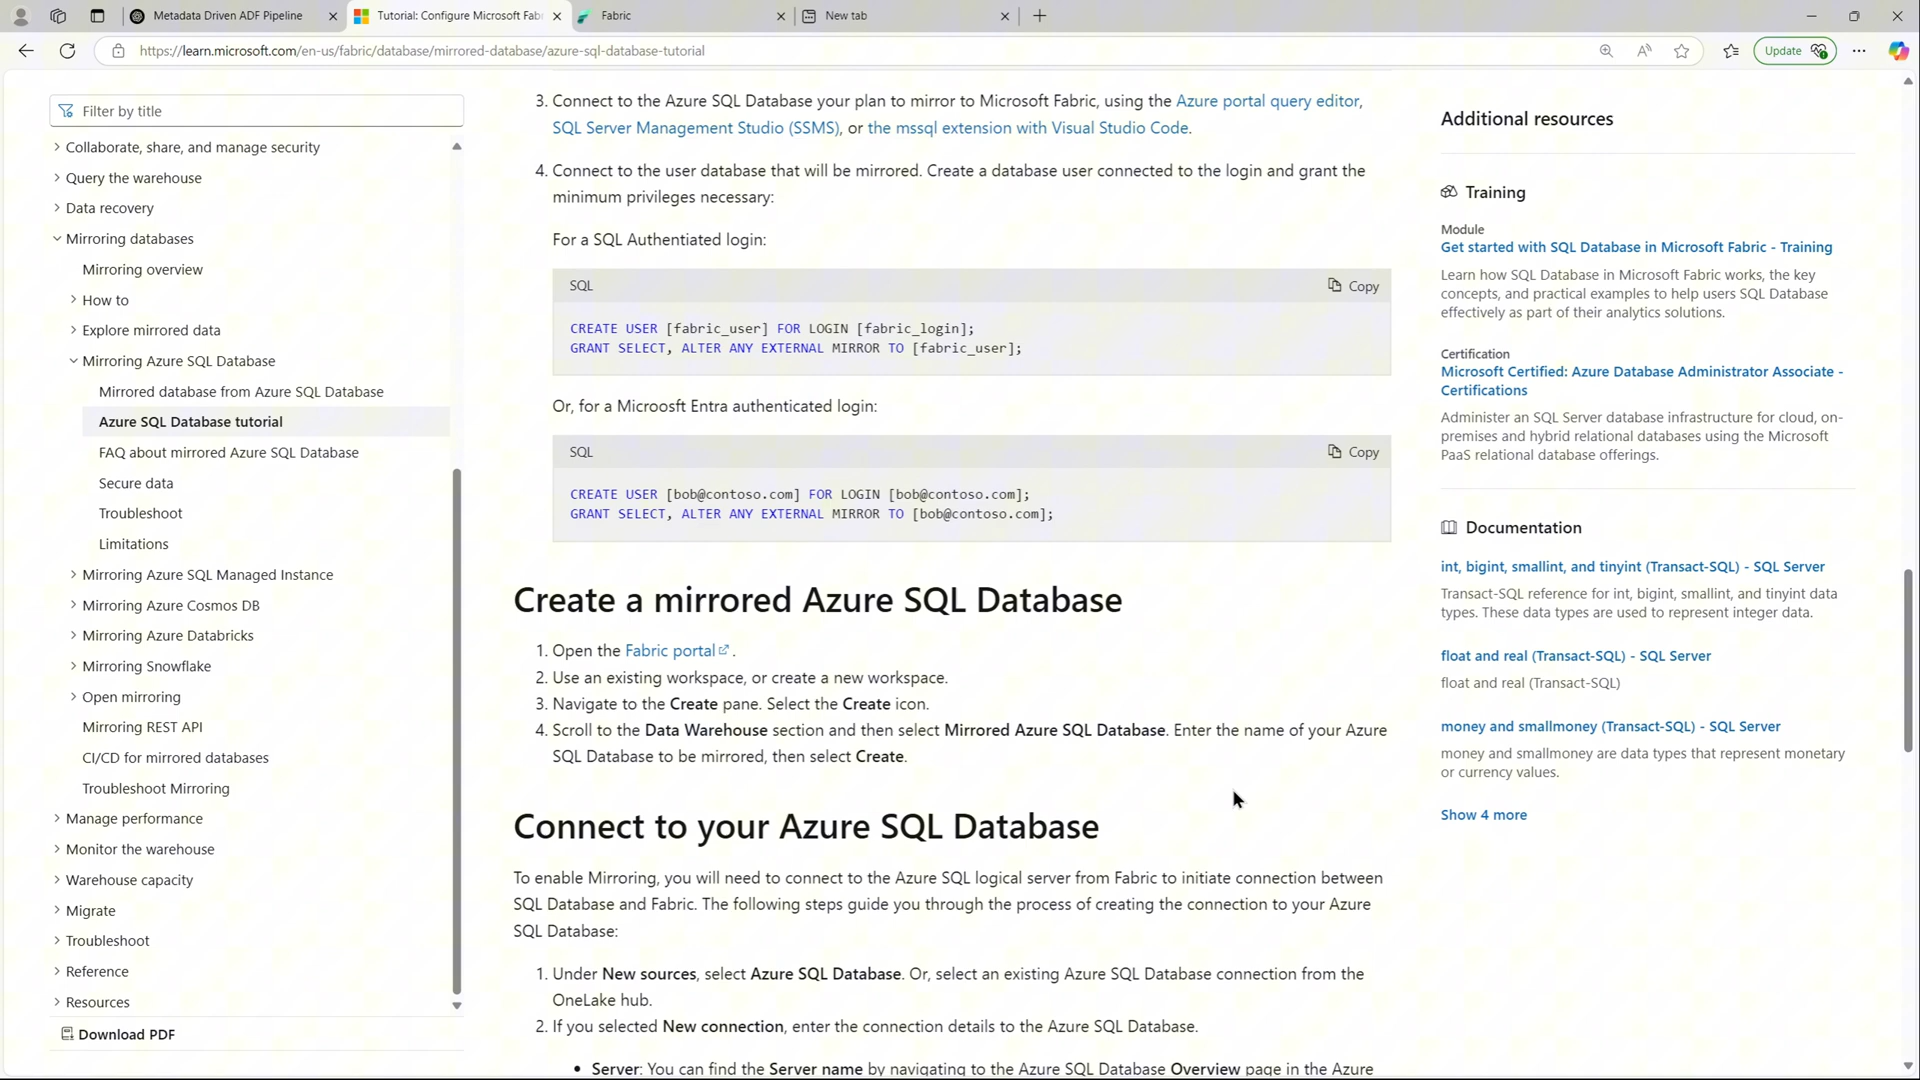 Metadata Driven ADF Pipeline
Tutorial: Configure Microsoft Fabr
Fabric
New tab
https://learn.microsoft.com/en-us/fabric/database/mirrored-database/azure-sql-database-tutorial
Update
Filter by title
Collaborate, share, and manage security
Query the warehouse
Data recovery
Mirroring databases
Mirroring overview
How to
Explore mirrored data
Mirroring Azure SQL Database
Mirrored database from Azure SQL Database
Azure SQL Database tutorial
FAQ about mirrored Azure SQL Database
Secure data
Troubleshoot
Limitations
Mirroring Azure SQL Managed Instance
Mirroring Azure Cosmos DB
Mirroring Azure Databricks
Mirroring Snowflake
Open mirroring
Mirroring REST API
CI/CD for mirrored databases
Troubleshoot Mirroring
Manage performance
Monitor the warehouse
Warehouse capacity
Migrate
Troubleshoot
Reference
Resources
Download PDF
3. Connect to the Azure SQL Database your plan to mirror to Microsoft Fabric, using the Azure portal query editor,
SQL Server Management Studio (SSMS), or the mssql extension with Visual Studio Code.
4. Connect to the user database that will be mirrored. Create a database user connected to the login and grant the
minimum privileges necessary:
For a SQL Authentiated login:
SQL
Copy
CREATE USER [fabric_user] FOR LOGIN [fabric_login];
GRANT SELECT, ALTER ANY EXTERNAL MIRROR TO [fabric_user];
Or, for a Microosft Entra authenticated login:
SQL
Copy
CREATE USER [bob@contoso.com] FOR LOGIN [bob@contoso.com];
GRANT SELECT, ALTER ANY EXTERNAL MIRROR TO [bob@contoso.com];
Create a mirrored Azure SQL Database
1. Open the Fabric portal .
2. Use an existing workspace, or create a new workspace.
3. Navigate to the Create pane. Select the Create icon.
4. Scroll to the Data Warehouse section and then select Mirrored Azure SQL Database. Enter the name of your Azure
SQL Database to be mirrored, then select Create.
Connect to your Azure SQL Database
To enable Mirroring, you will need to connect to the Azure SQL logical server from Fabric to initiate connection between
SQL Database and Fabric. The following steps guide you through the process of creating the connection to your Azure
SQL Database:
1. Under New sources, select Azure SQL Database. Or, select an existing Azure SQL Database connection from the
OneLake hub.
2. If you selected New connection, enter the connection details to the Azure SQL Database.
• Server: You can find the Server name by navigating to the Azure SQL Database Overview page in the Azure
Additional resources
Training
Module
Get started with SQL Database in Microsoft Fabric - Training
Learn how SQL Database in Microsoft Fabric works, the key
concepts, and practical examples to help users SQL Database
effectively as part of their analytics solutions.
Certification
Microsoft Certified: Azure Database Administrator Associate -
Certifications
Administer an SQL Server database infrastructure for cloud, on-
premises and hybrid relational databases using the Microsoft
PaaS relational database offerings.
Documentation
int, bigint, smallint, and tinyint (Transact-SQL) - SQL Server
Transact-SQL reference for int, bigint, smallint, and tinyint data
types. These data types are used to represent integer data.
float and real (Transact-SQL) - SQL Server
float and real (Transact-SQL)
money and smallmoney (Transact-SQL) - SQL Server
money and smallmoney are data types that represent monetary
or currency values.
Show 4 more